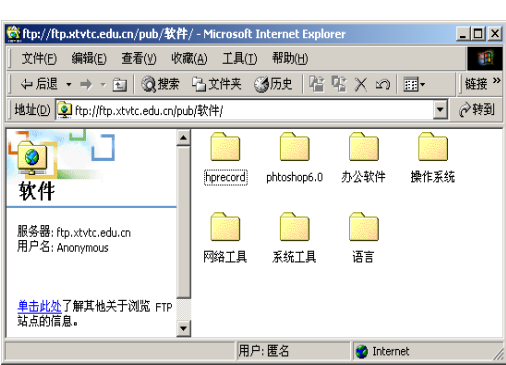 ftp://ftp.xtvtc.edu.cn/pub/软件/ - Microsoft Internet Explorer
文件(F) 编辑(E) 查看(V) 收藏(A) 工具(T) 帮助(H)
后退 搜索 文件夹 历史 链接 »
地址(D) ftp://ftp.xtvtc.edu.cn/pub/软件/ 转到
软件
服务器: ftp.xtvtc.edu.cn
用户名: Anonymous
单击此处了解其他关于浏览 FTP
站点的信息。
hprecord phtoshop6.0 办公软件 操作系统
网络工具 系统工具 语言
用户: 匿名 Internet